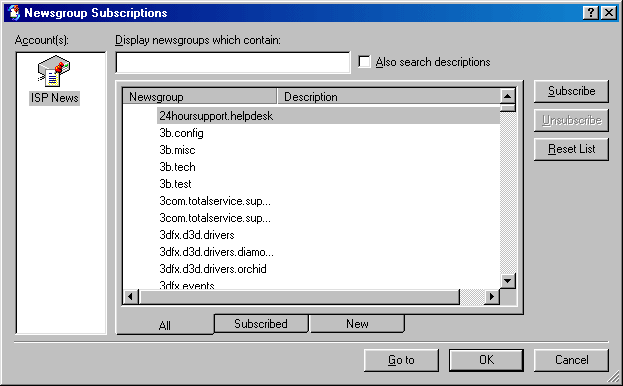 Newsgroup Subscriptions
Account(s):
Display newsgroups which contain:
Also search descriptions
ISP News
Newsgroup Description
Subscribe
Unsubscribe
Reset List
24hoursupport.helpdesk
3b.config
3b.misc
3b.tech
3b.test
3com.totalservice.sup...
3com.totalservice.sup...
3dfx.d3d.drivers
3dfx.d3d.drivers.diamo...
3dfx.d3d.drivers.orchid
3dfx.events
All Subscribed New
Go to OK Cancel